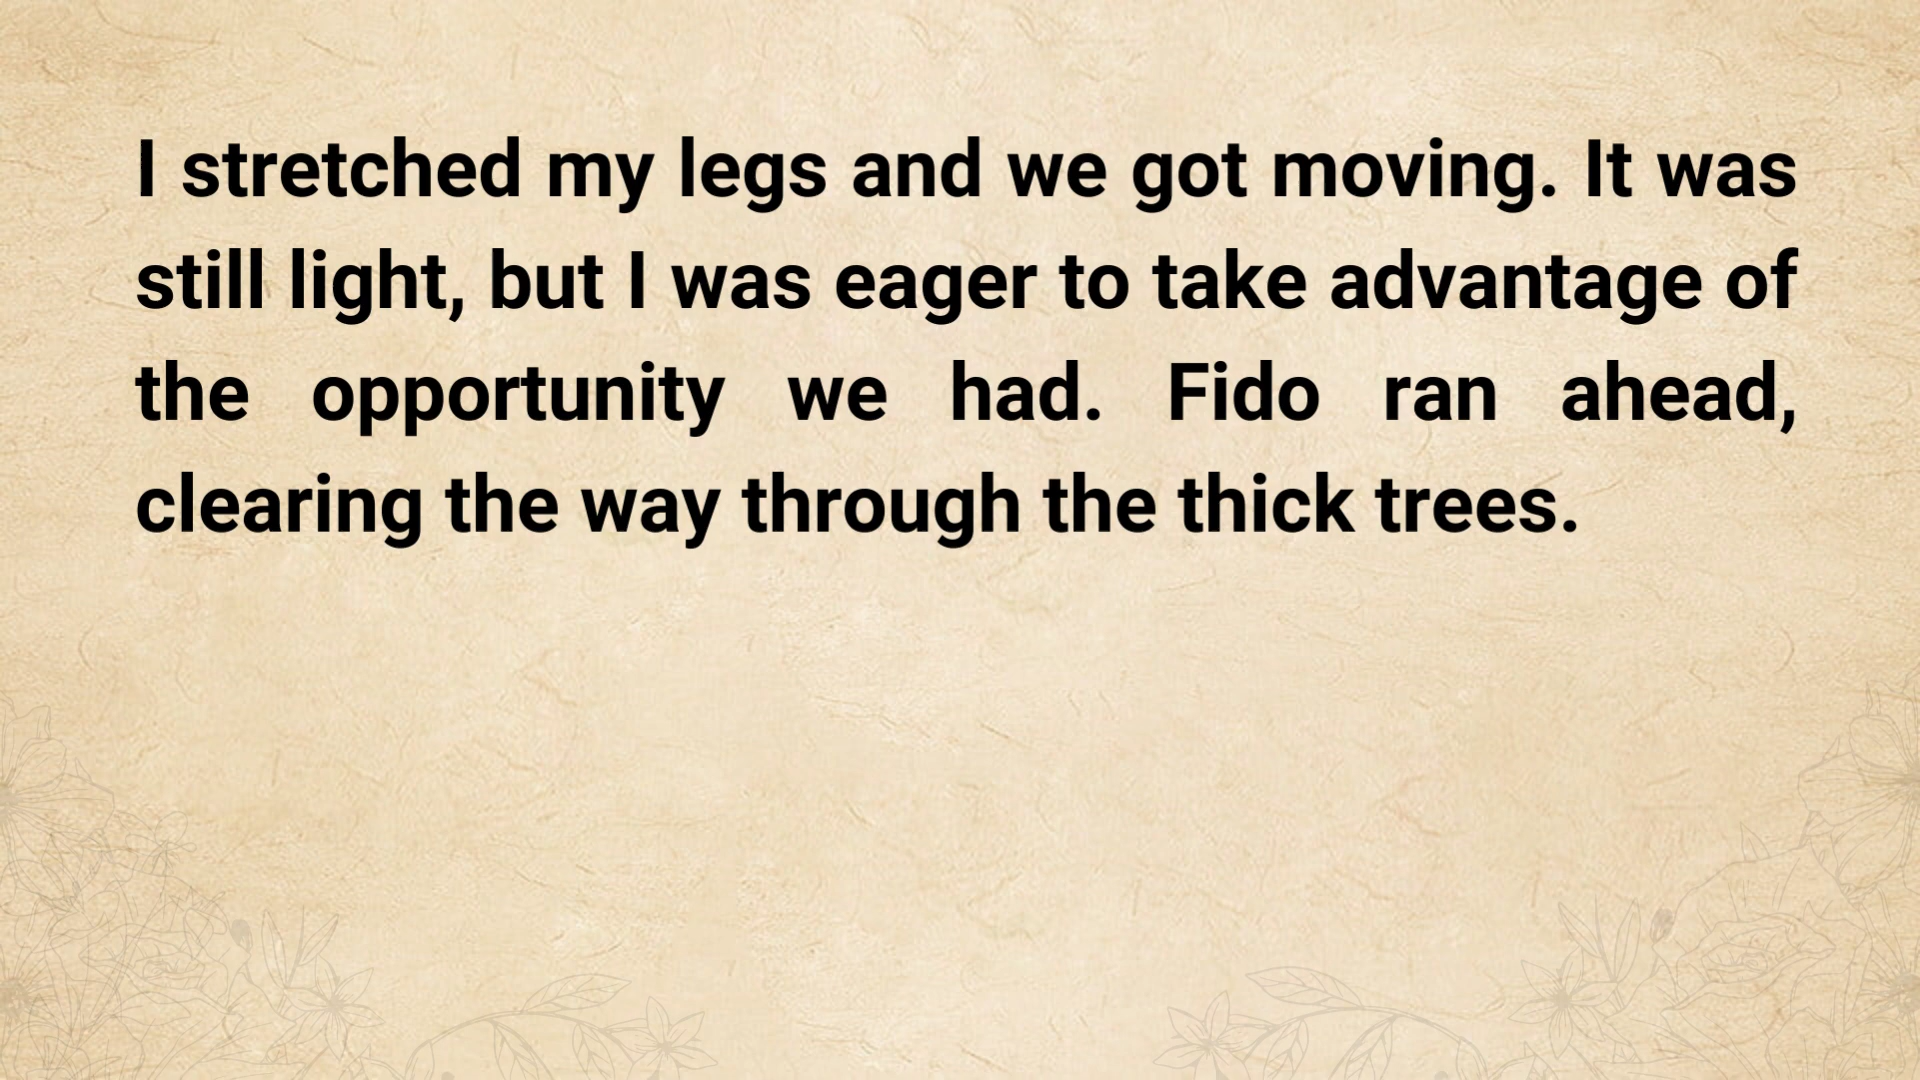 I stretched my legs and we got moving. It was
still light, but I was eager to take advantage of
the opportunity we had. Fido ran ahead,
clearing the way through the thick trees.